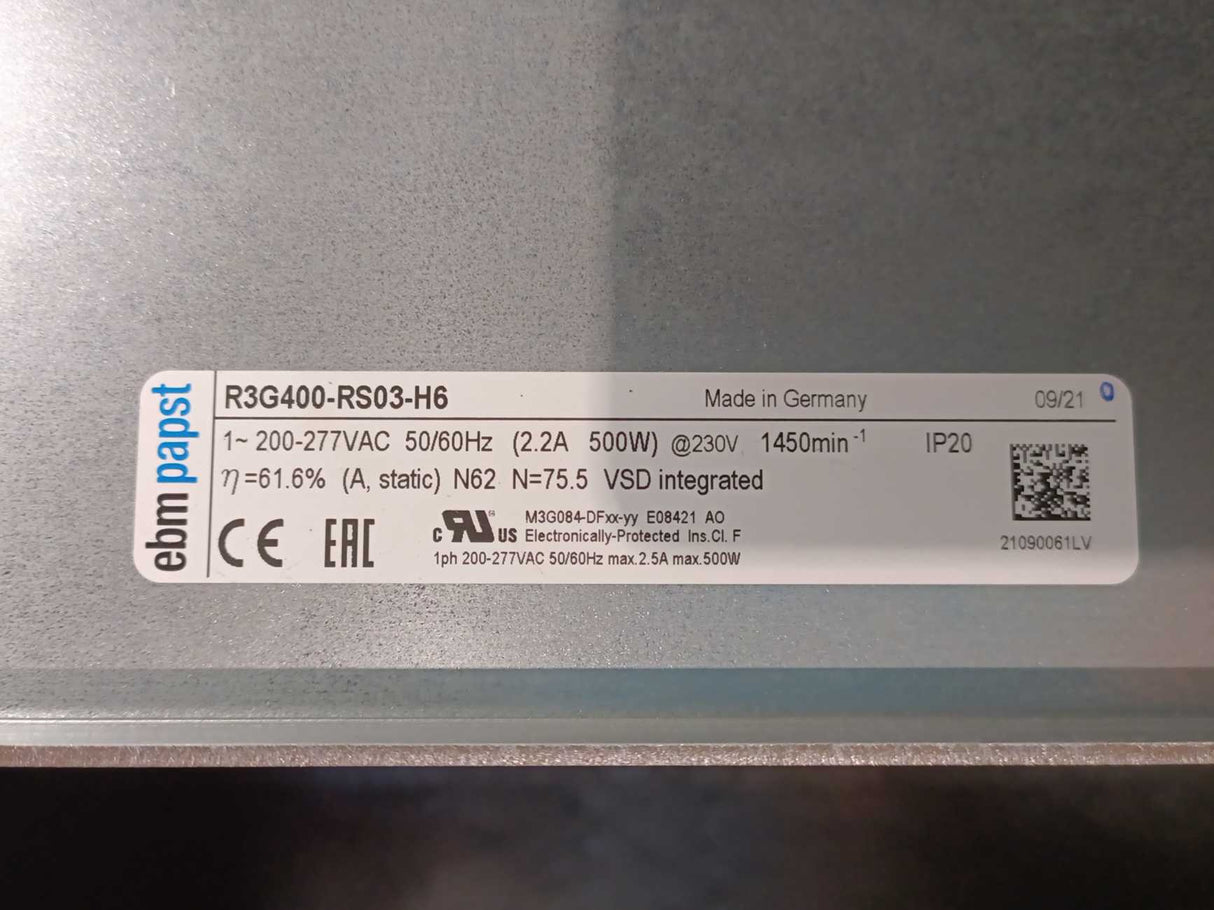 ebmpapst
R3G400-RS03-H6 Made in Germany 09/21
1~ 200-277VAC 50/60Hz (2.2A 500W) @230V 1450min⁻¹ IP20
η=61.6% (A, static) N62 N=75.5 VSD integrated
CE EAC c RU ® US M3G084-DFxx-yy E08421 AO
Electronically-Protected Ins.Cl. F
1ph 200-277VAC 50/60Hz max.2.5A max.500W
21090061LV